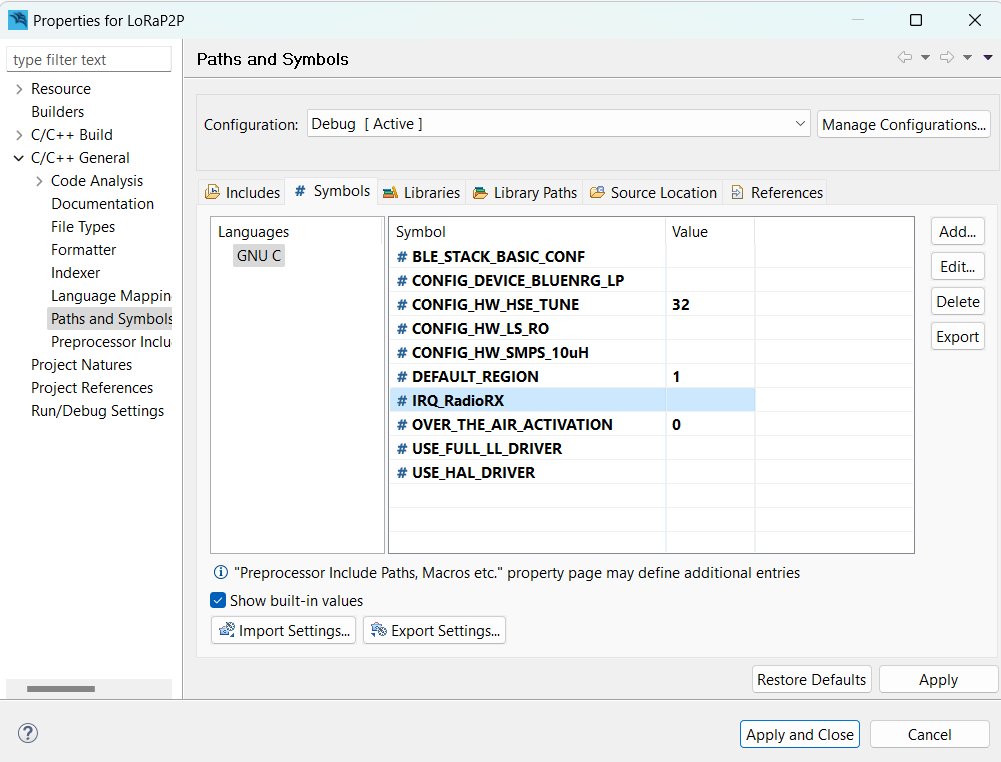 Properties for LoRaP2P
type filter text
Paths and Symbols
Resource
Builders
C/C++ Build
C/C++ General
Code Analysis
Documentation
File Types
Formatter
Indexer
Language Mappin
Paths and Symbols
Preprocessor Inclu
Project Natures
Project References
Run/Debug Settings
Configuration: Debug [ Active ] Manage Configurations...
Includes # Symbols Libraries Library Paths Source Location References
Languages
GNU C
Symbol Value
# BLE_STACK_BASIC_CONF
# CONFIG_DEVICE_BLUENRG_LP
# CONFIG_HW_HSE_TUNE 32
# CONFIG_HW_LS_RO
# CONFIG_HW_SMPS_10uH
# DEFAULT_REGION 1
# IRQ_RadioRX
# OVER_THE_AIR_ACTIVATION 0
# USE_FULL_LL_DRIVER
# USE_HAL_DRIVER
Add...
Edit...
Delete
Export
"Preprocessor Include Paths, Macros etc." property page may define additional entries
Show built-in values
Import Settings... Export Settings...
Restore Defaults Apply
? Apply and Close Cancel